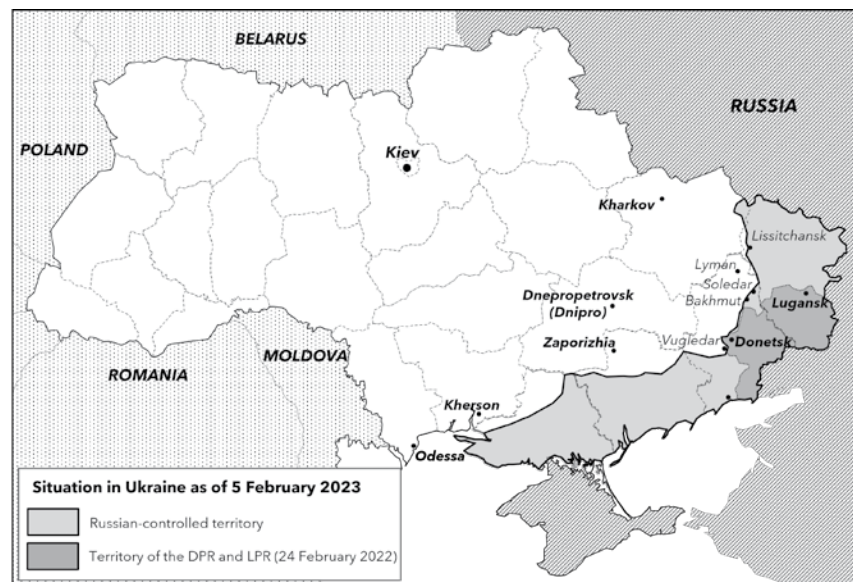 BELARUS
RUSSIA
POLAND
Kiev
Kharkov
Lissitchansk
Lyman
Soledar
Bakhmut
Lugansk
Dnepropetrovsk
(Dnipro)
Zaporizhia
Vugledar
Donetsk
MOLDOVA
ROMANIA
Kherson
Odessa
Situation in Ukraine as of 5 February 2023
Russian-controlled territory
Territory of the DPR and LPR (24 February 2022)